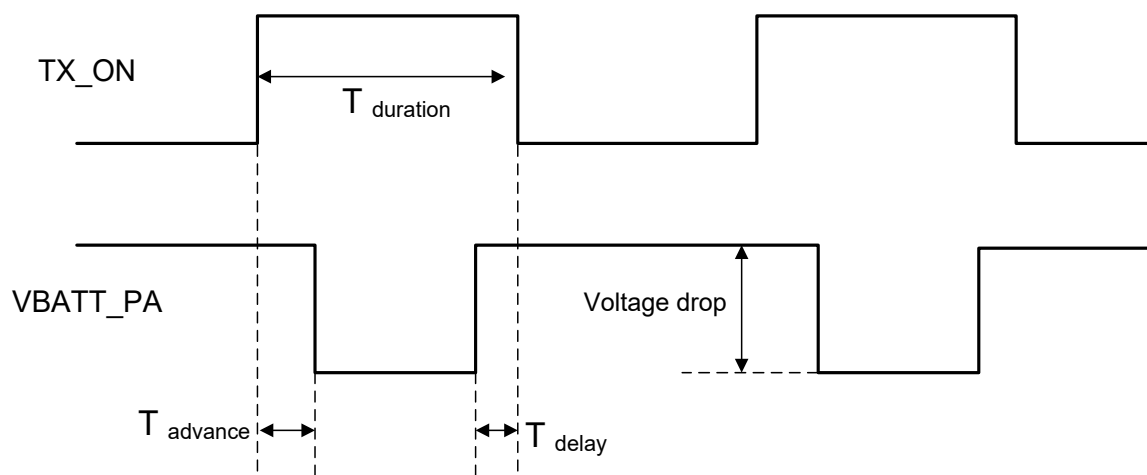 TX_ON
T duration
VBATT_PA
Voltage drop
T advance
T delay